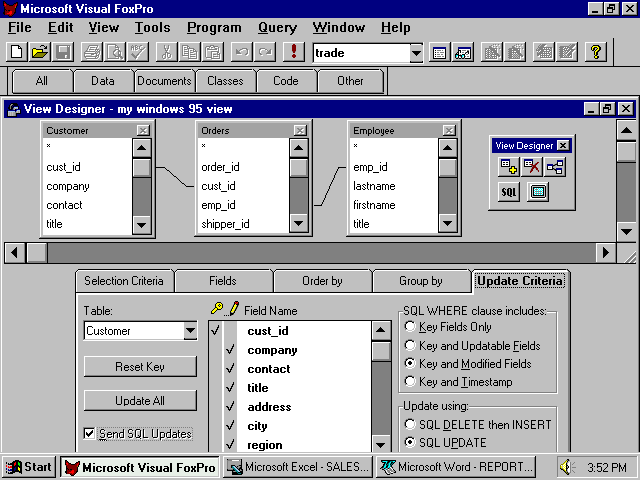 Microsoft Visual FoxPro
File Edit View Tools Program Query Window Help
trade
All Data Documents Classes Code Other
View Designer - my windows 95 view
Customer
*
cust_id
company
contact
title
Orders
*
order_id
cust_id
emp_id
shipper_id
Employee
*
emp_id
lastname
firstname
title
View Designer
SQL
Selection Criteria Fields Order by Group by Update Criteria
Table:
Customer
Reset Key
Update All
Send SQL Updates
Field Name
cust_id
company
contact
title
address
city
region
SQL WHERE clause includes:
Key Fields Only
Key and Updatable Fields
Key and Modified Fields
Key and Timestamp
Update using:
SQL DELETE then INSERT
SQL UPDATE
Start Microsoft Visual FoxPro Microsoft Excel - SALES... Microsoft Word - REPORT... 3:52 PM